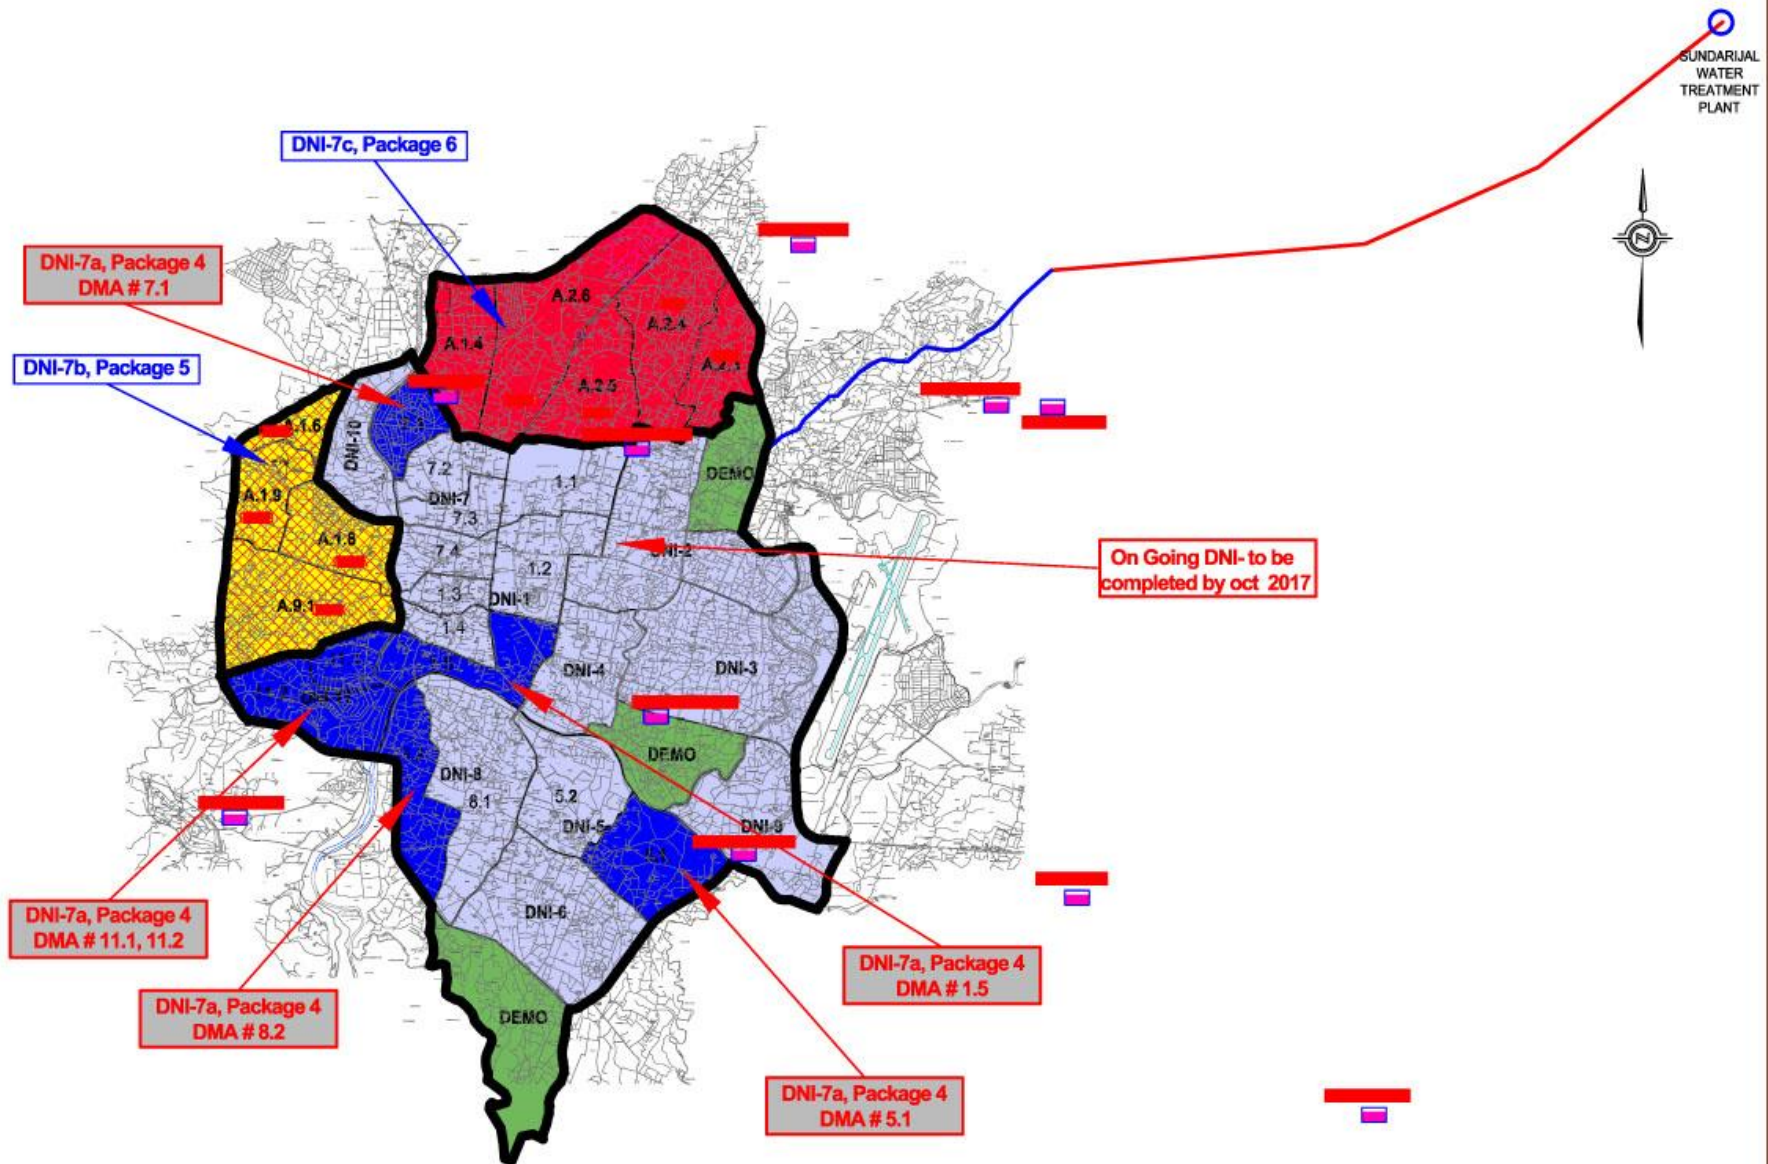 SUNDARIJAL
WATER
TREATMENT
PLANT
DNI-7c, Package 6
DNI-7a, Package 4
DMA # 7.1
DNI-7b, Package 5
A.2.6
A.2.4
A.1.4
A.2.5
A.1.6
DNI-10
7.2
1.1
DEMO
DNI-7
A.1.9
7.3
A.1.8
7.4
DNI-2
On Going DNI- to be
completed by oct 2017
1.2
1.3
DNI-1
A.9.1
1.4
DNI-4
DNI-3
DEMO
DNI-8
8.1
5.2
DNI-5
DNI-9
DNI-6
DNI-7a, Package 4
DMA # 11.1, 11.2
DNI-7a, Package 4
DMA # 1.5
DNI-7a, Package 4
DMA # 8.2
DEMO
DNI-7a, Package 4
DMA # 5.1